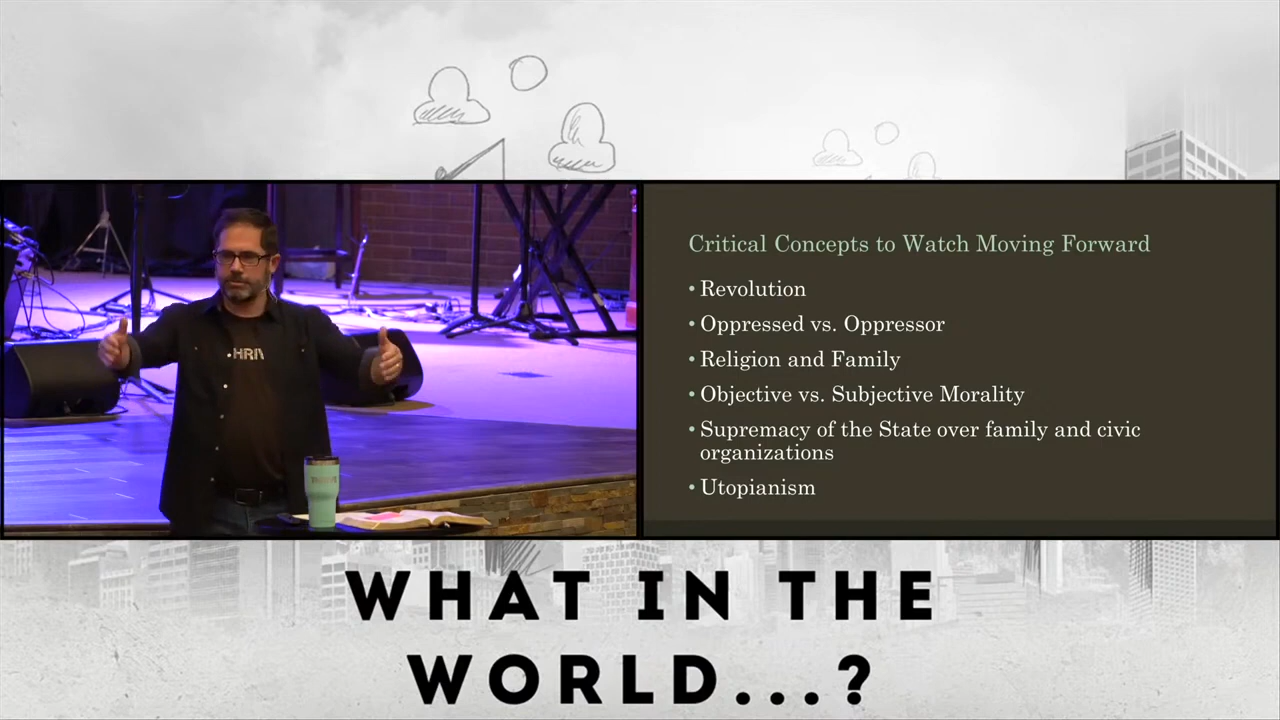 HRIV
Critical Concepts to Watch Moving Forward
• Revolution
• Oppressed vs. Oppressor
• Religion and Family
• Objective vs. Subjective Morality
• Supremacy of the State over family and civic
organizations
• Utopianism
WHAT IN THE
WORLD...?